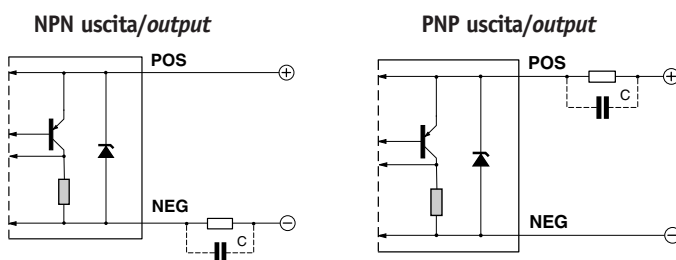 NPN uscita/output
POS
+
NEG
C
−
PNP uscita/output
POS
+
C
NEG
−